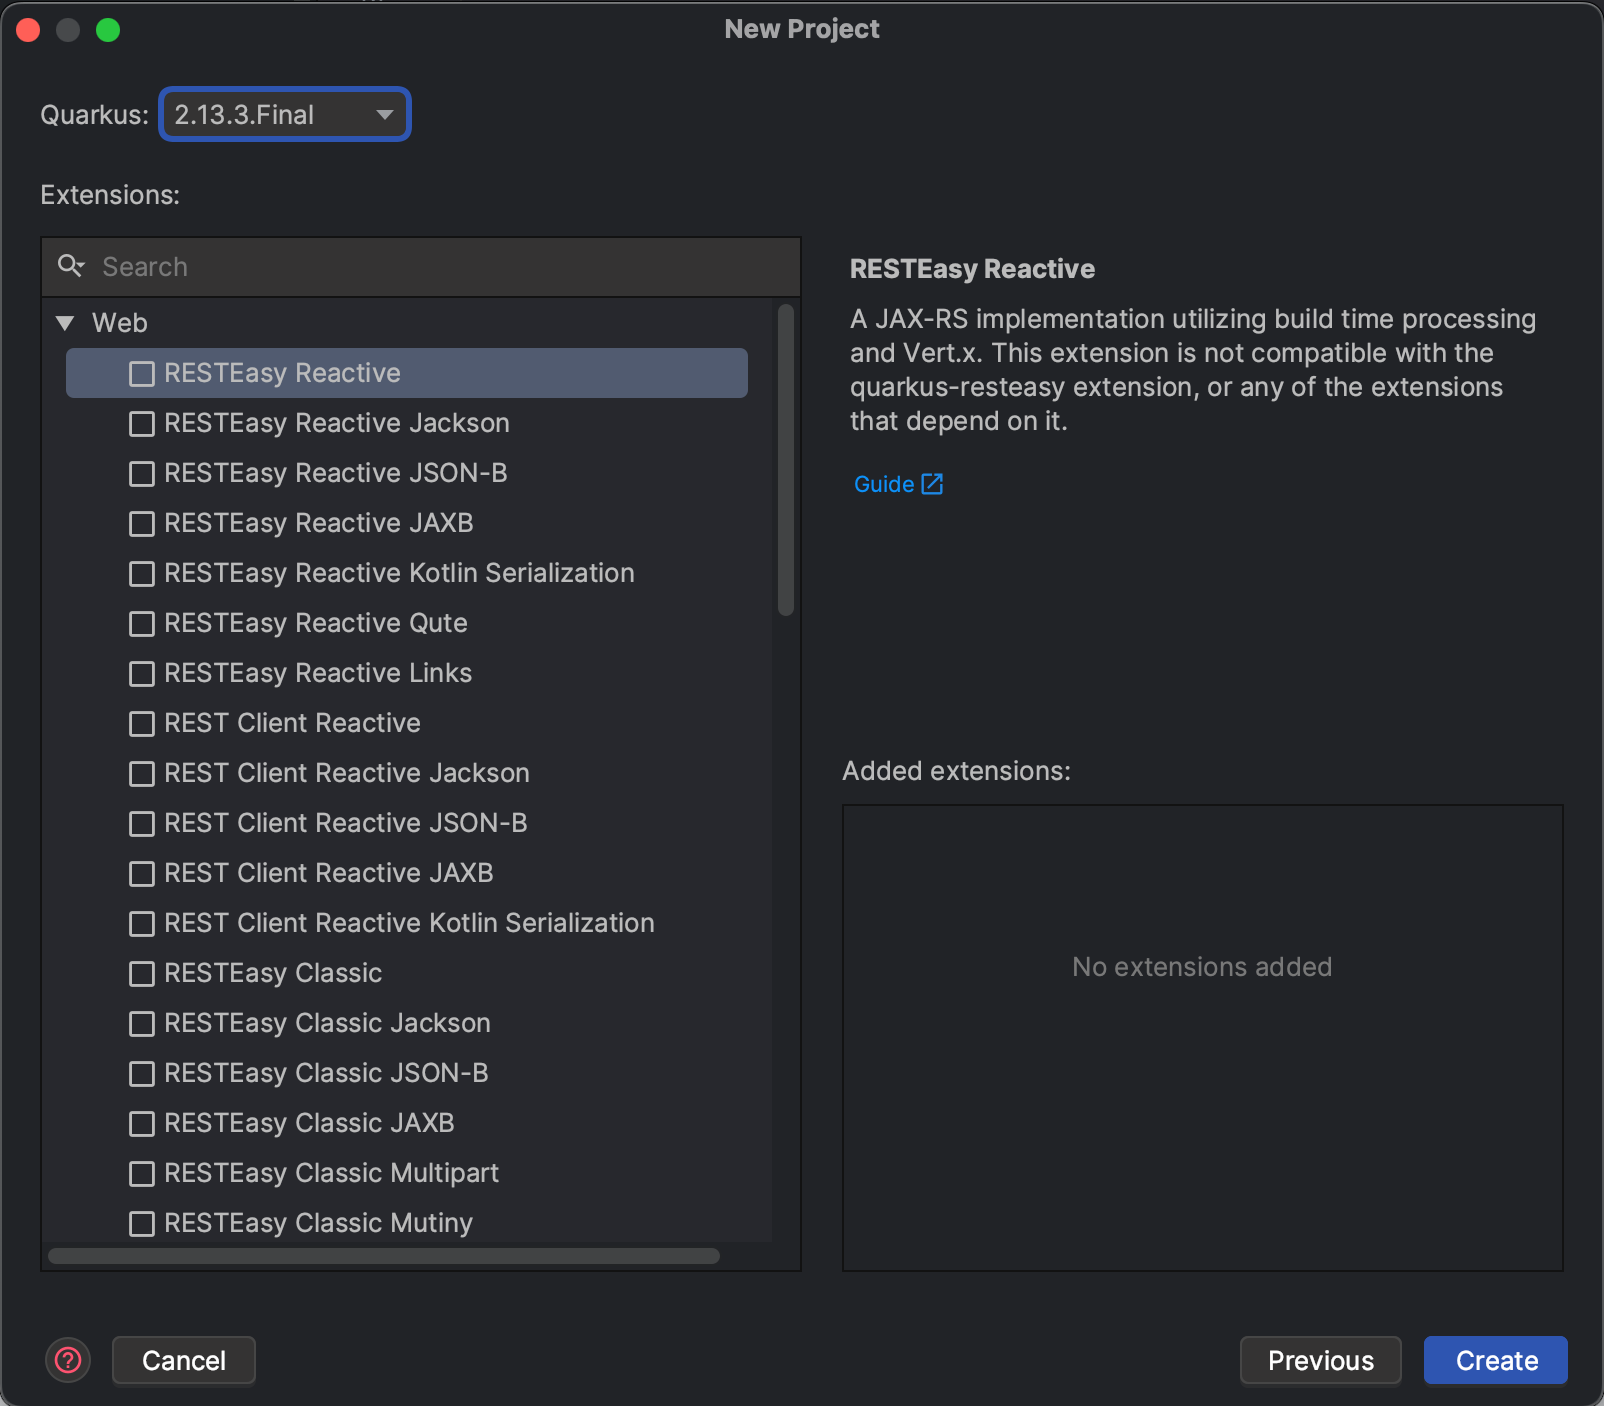 New Project
Quarkus: 2.13.3.Final
Extensions:
Search
Web
RESTEasy Reactive
RESTEasy Reactive Jackson
RESTEasy Reactive JSON-B
RESTEasy Reactive JAXB
RESTEasy Reactive Kotlin Serialization
RESTEasy Reactive Qute
RESTEasy Reactive Links
REST Client Reactive
REST Client Reactive Jackson
REST Client Reactive JSON-B
REST Client Reactive JAXB
REST Client Reactive Kotlin Serialization
RESTEasy Classic
RESTEasy Classic Jackson
RESTEasy Classic JSON-B
RESTEasy Classic JAXB
RESTEasy Classic Multipart
RESTEasy Classic Mutiny
RESTEasy Reactive
A JAX-RS implementation utilizing build time processing
and Vert.x. This extension is not compatible with the
quarkus-resteasy extension, or any of the extensions
that depend on it.
Guide
Added extensions:
No extensions added
?
Cancel
Previous
Create